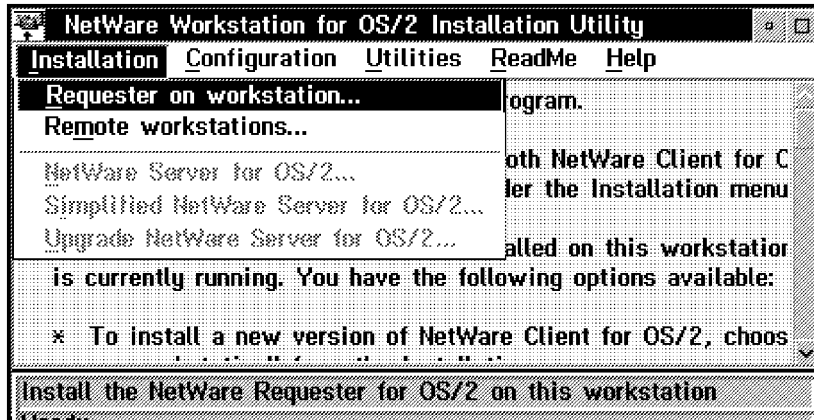 NetWare Workstation for OS/2 Installation Utility
Installation Configuration Utilities ReadMe Help
Requester on workstation...
Remote workstations...
NetWare Server for OS/2...
Simplified NetWare Server for OS/2...
Upgrade NetWare Server for OS/2...
ogram.
oth NetWare Client for
the Installation menu
alled on this workstation
is currently running. You have the following options available:
* To install a new version of NetWare Client for OS/2, choos
Install the NetWare Requester for OS/2 on this workstation